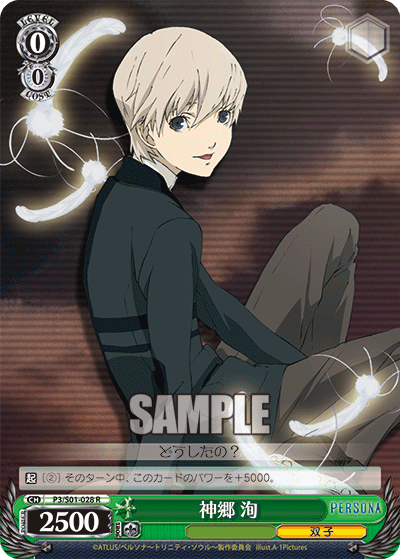 LEVEL
0
0
COST
SAMPLE
どうしたの?
起 [②] そのターン中、このカードのパワーを+5000。
CH P3/S01-028 R
神郷 洵
PERSONA
2500
双子
©ATLUS/ペルソナ~トリニティ・ソウル~製作委員会 illust.A-1Pictures